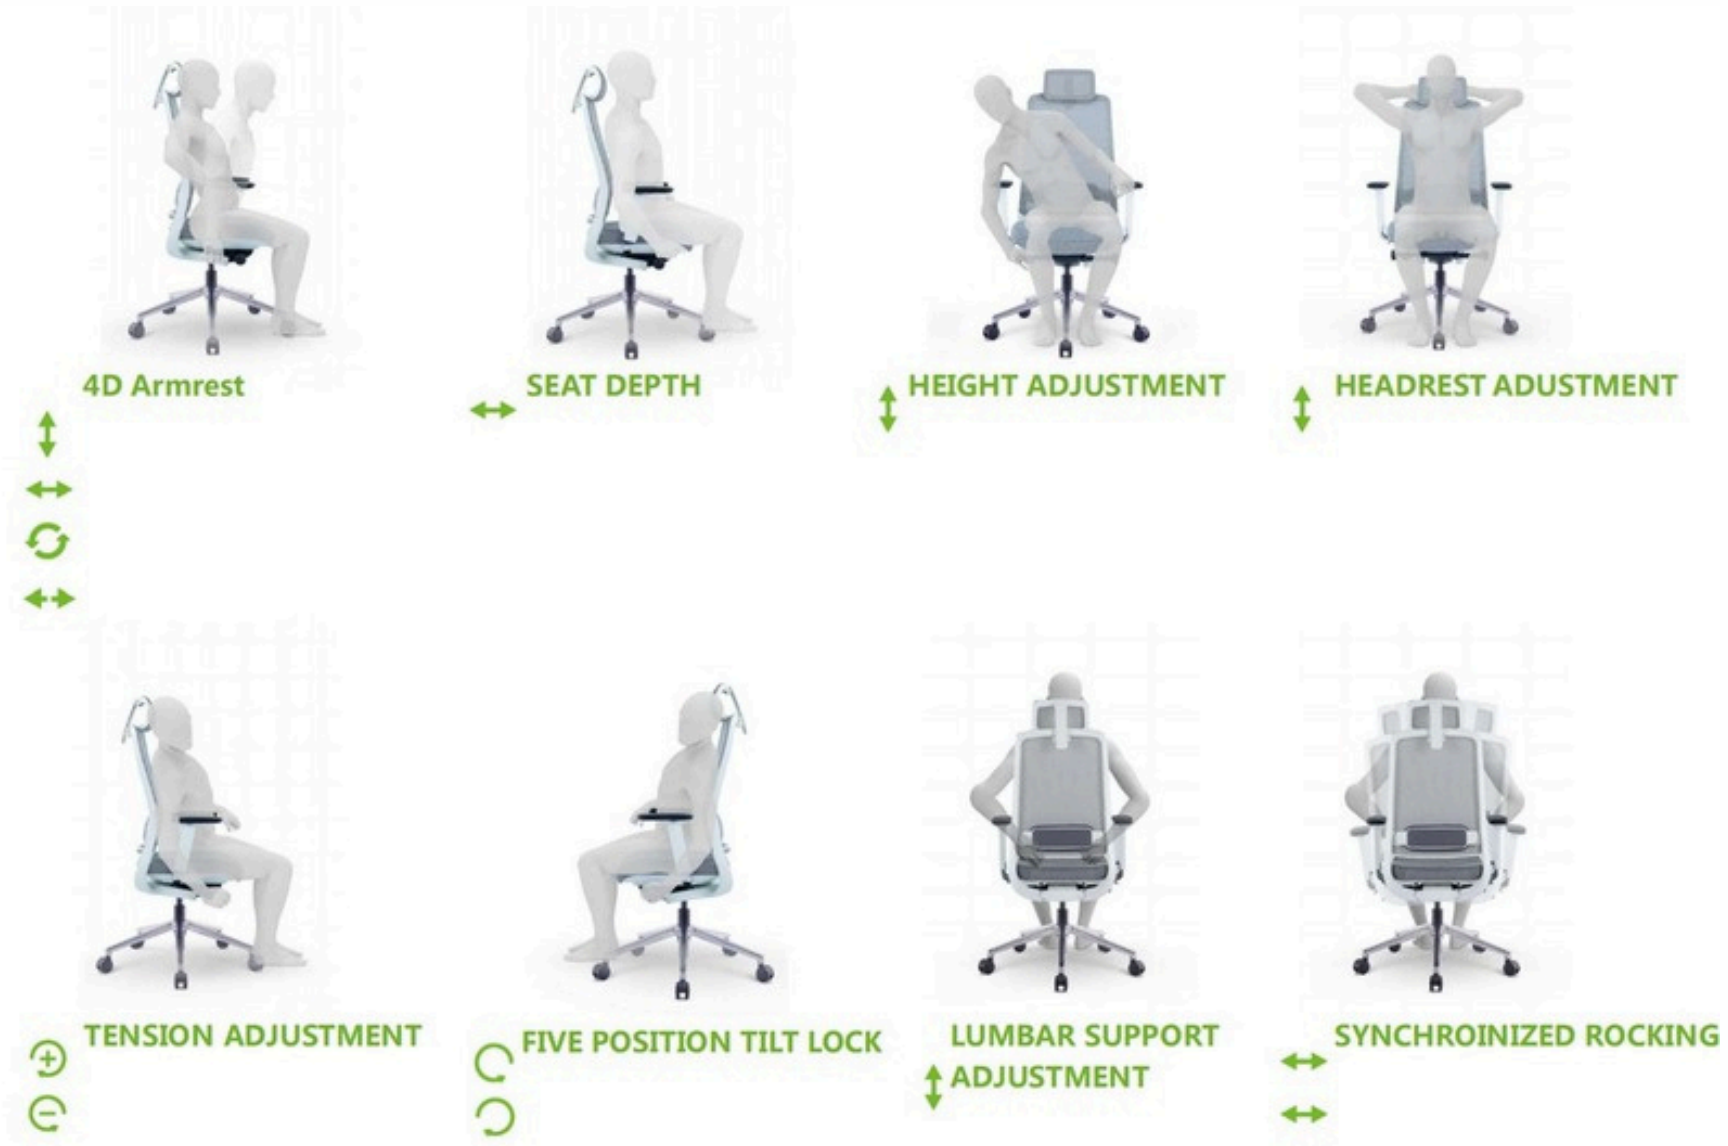 4D Armrest
SEAT DEPTH
HEIGHT ADJUSTMENT
HEADREST ADUSTMENT
TENSION ADJUSTMENT
FIVE POSITION TILT LOCK
LUMBAR SUPPORT
ADJUSTMENT
SYNCHROINIZED ROCKING